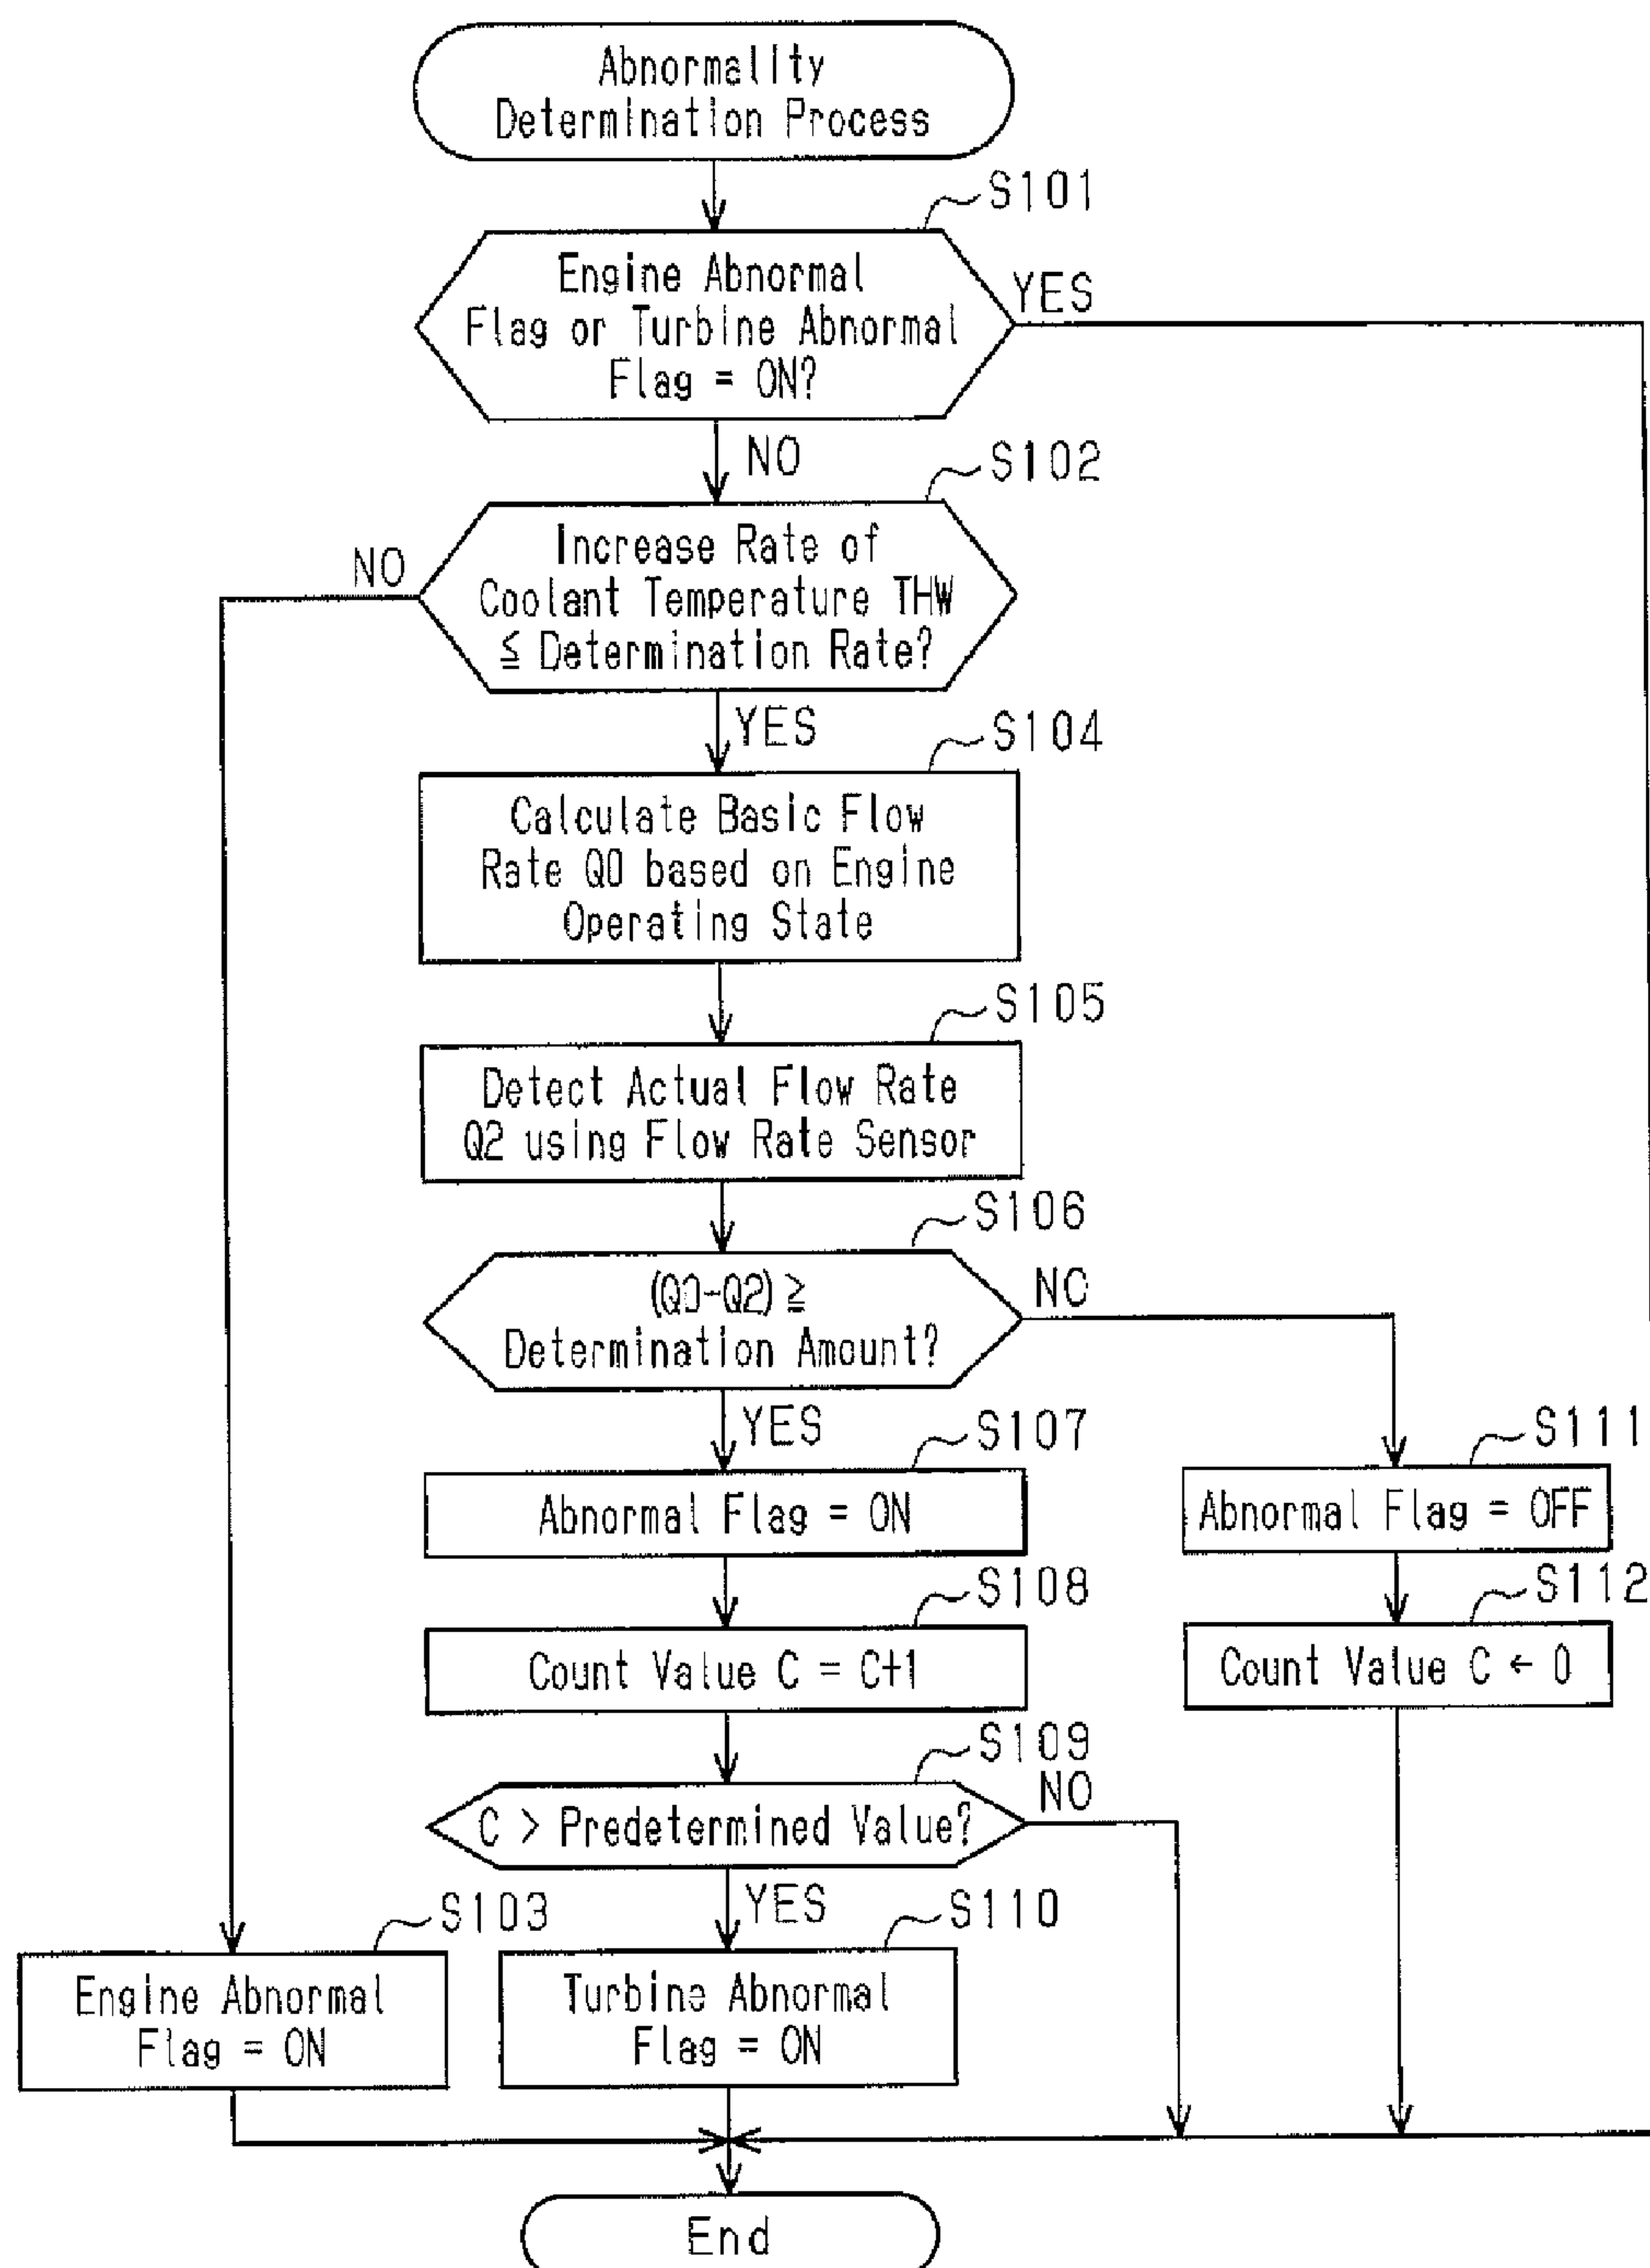 Abnormality
Determination Process
S101
Engine Abnormal
Flag or Turbine Abnormal
Flag = ON?
YES
NO
S102
Increase Rate of
Coolant Temperature THW
≦ Determination Rate?
NO
YES
S104
Calculate Basic Flow
Rate Q0 based on Engine
Operating State
S105
Detect Actual Flow Rate
Q2 using Flow Rate Sensor
S106
(Q0-Q2) ≧
Determination Amount?
NO
YES
S107
Abnormal Flag = ON
S111
Abnormal Flag = OFF
S108
Count Value C = C+1
S112
Count Value C ← 0
S109
C > Predetermined Value?
NO
YES
S103
Engine Abnormal
Flag = ON
S110
Turbine Abnormal
Flag = ON
End